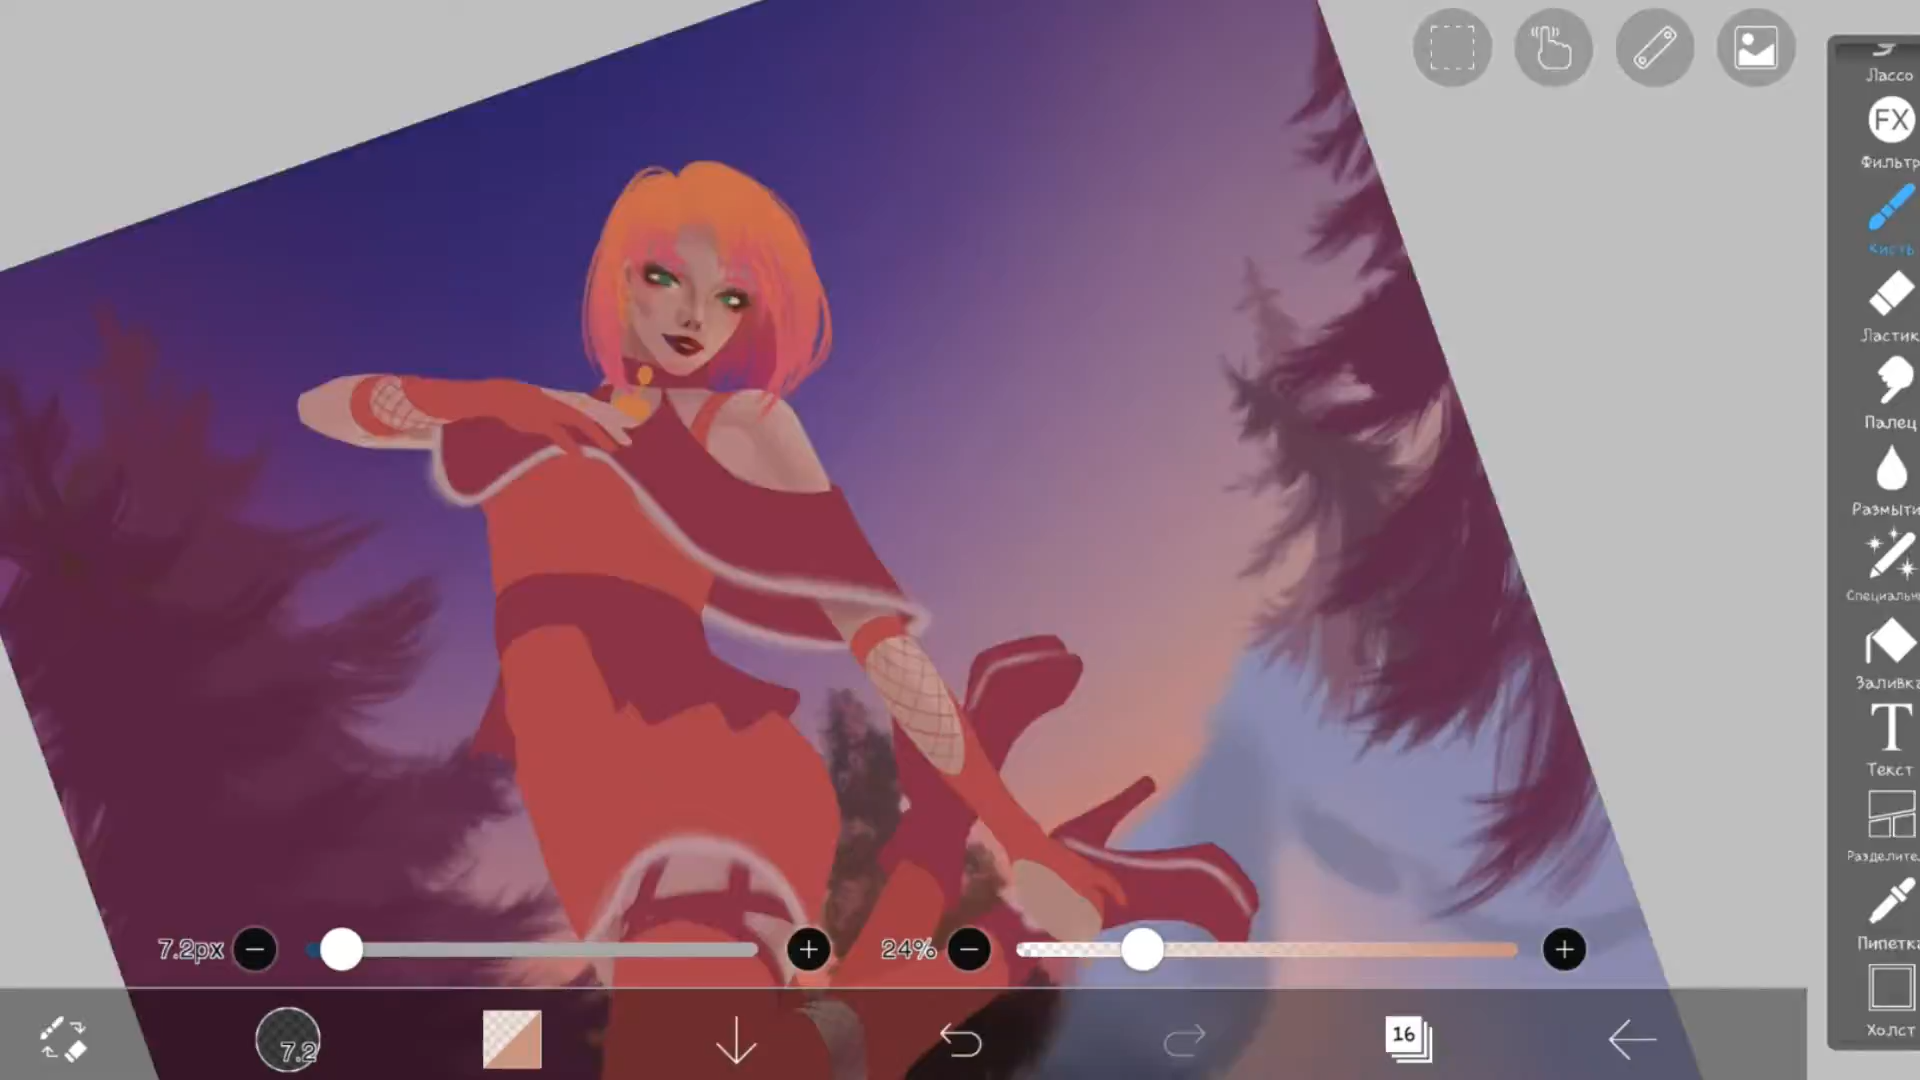 Лассо
FX
Фильтр
Кисть
Ластик
Палец
Размыти
Специальн
Заливка
T
Текст
Разделите
Пипетка
Холст
7.2px
24%
7.2
16